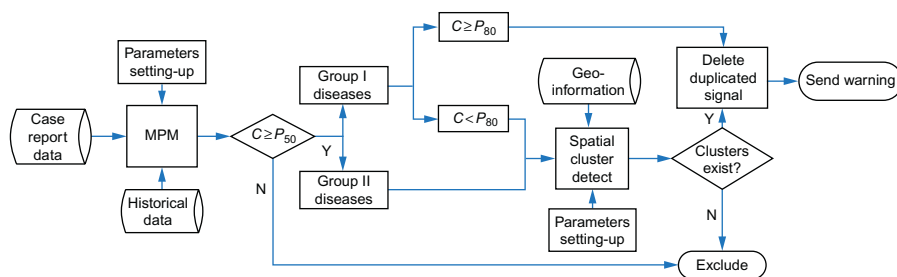 Parameters
setting-up
Case
report
data
MPM
Historical
data
C ≥ P50
Y
N
Group I
diseases
Group II
diseases
C ≥ P80
C < P80
Geo-
information
Spatial
cluster
detect
Parameters
setting-up
Delete
duplicated
signal
Send warning
Y
Clusters
exist?
N
Exclude